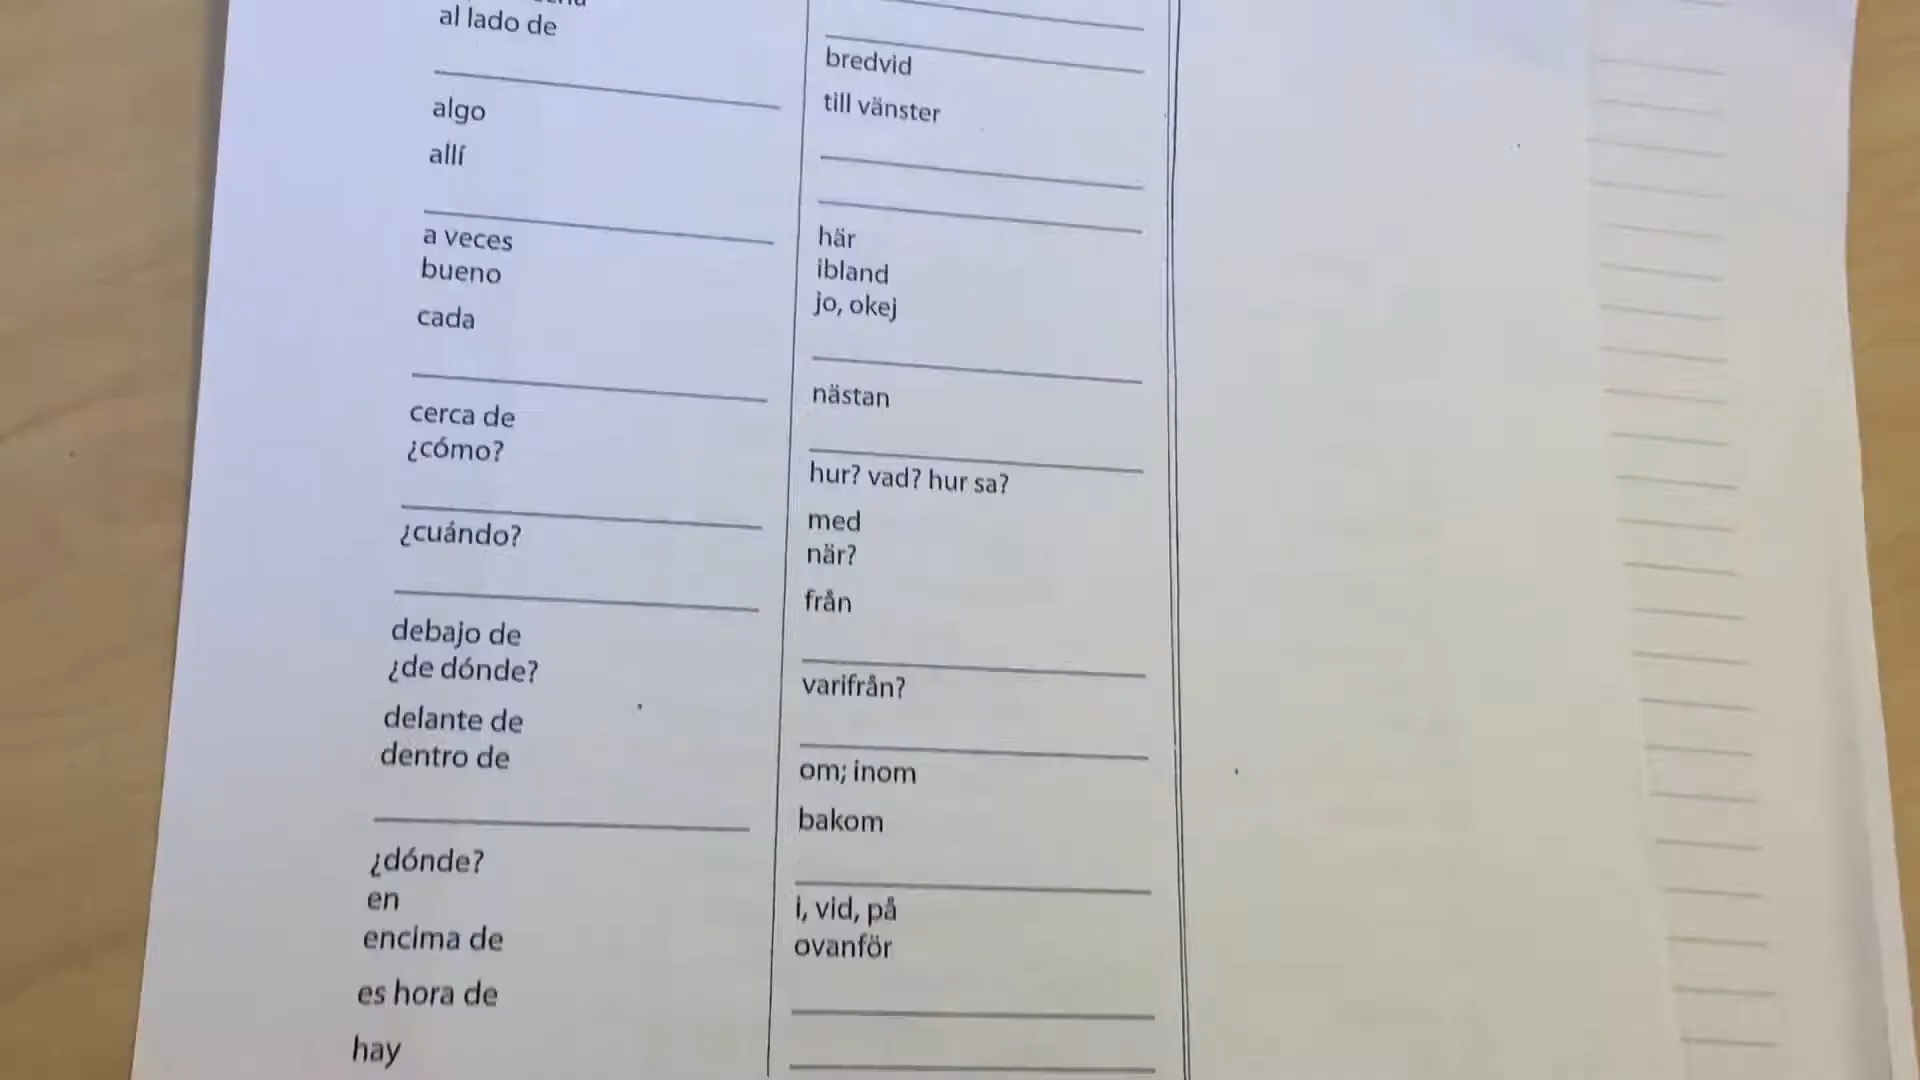 al lado de
bredvid
till vänster
algo
allí
a veces
här
bueno
ibland
jo, okej
cada
nästan
cerca de
¿cómo?
hur? vad? hur sa?
med
¿cuándo?
när?
från
debajo de
¿de dónde?
varifrån?
delante de
dentro de
om; inom
bakom
¿dónde?
en
i, vid, på
encima de
ovanför
es hora de
hay